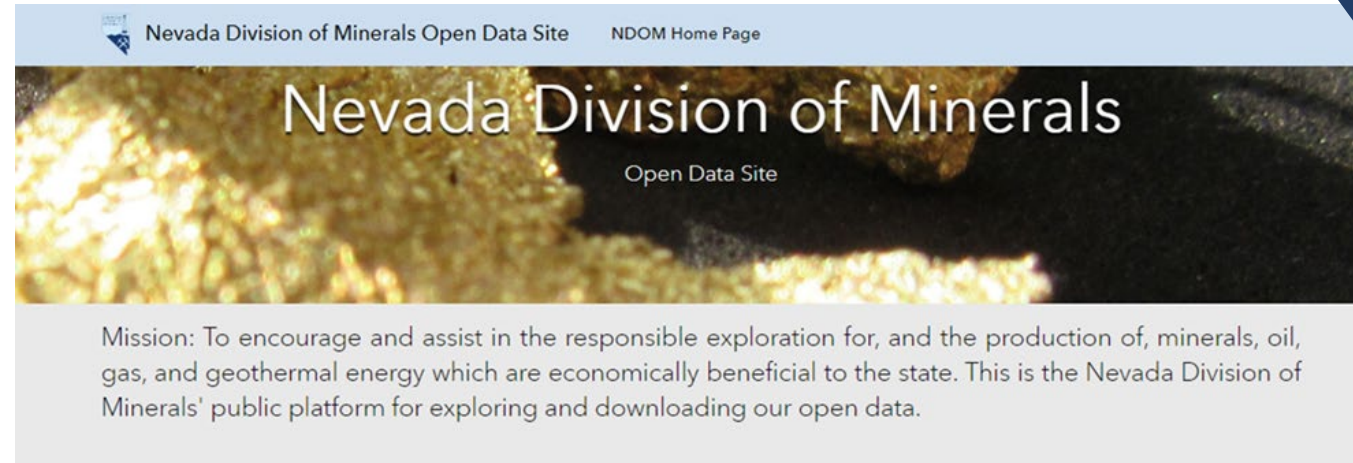 Nevada Division of Minerals Open Data Site NDOM Home Page
Nevada Division of Minerals
Open Data Site
Mission: To encourage and assist in the responsible exploration for, and the production of, minerals, oil,
gas, and geothermal energy which are economically beneficial to the state. This is the Nevada Division of
Minerals' public platform for exploring and downloading our open data.